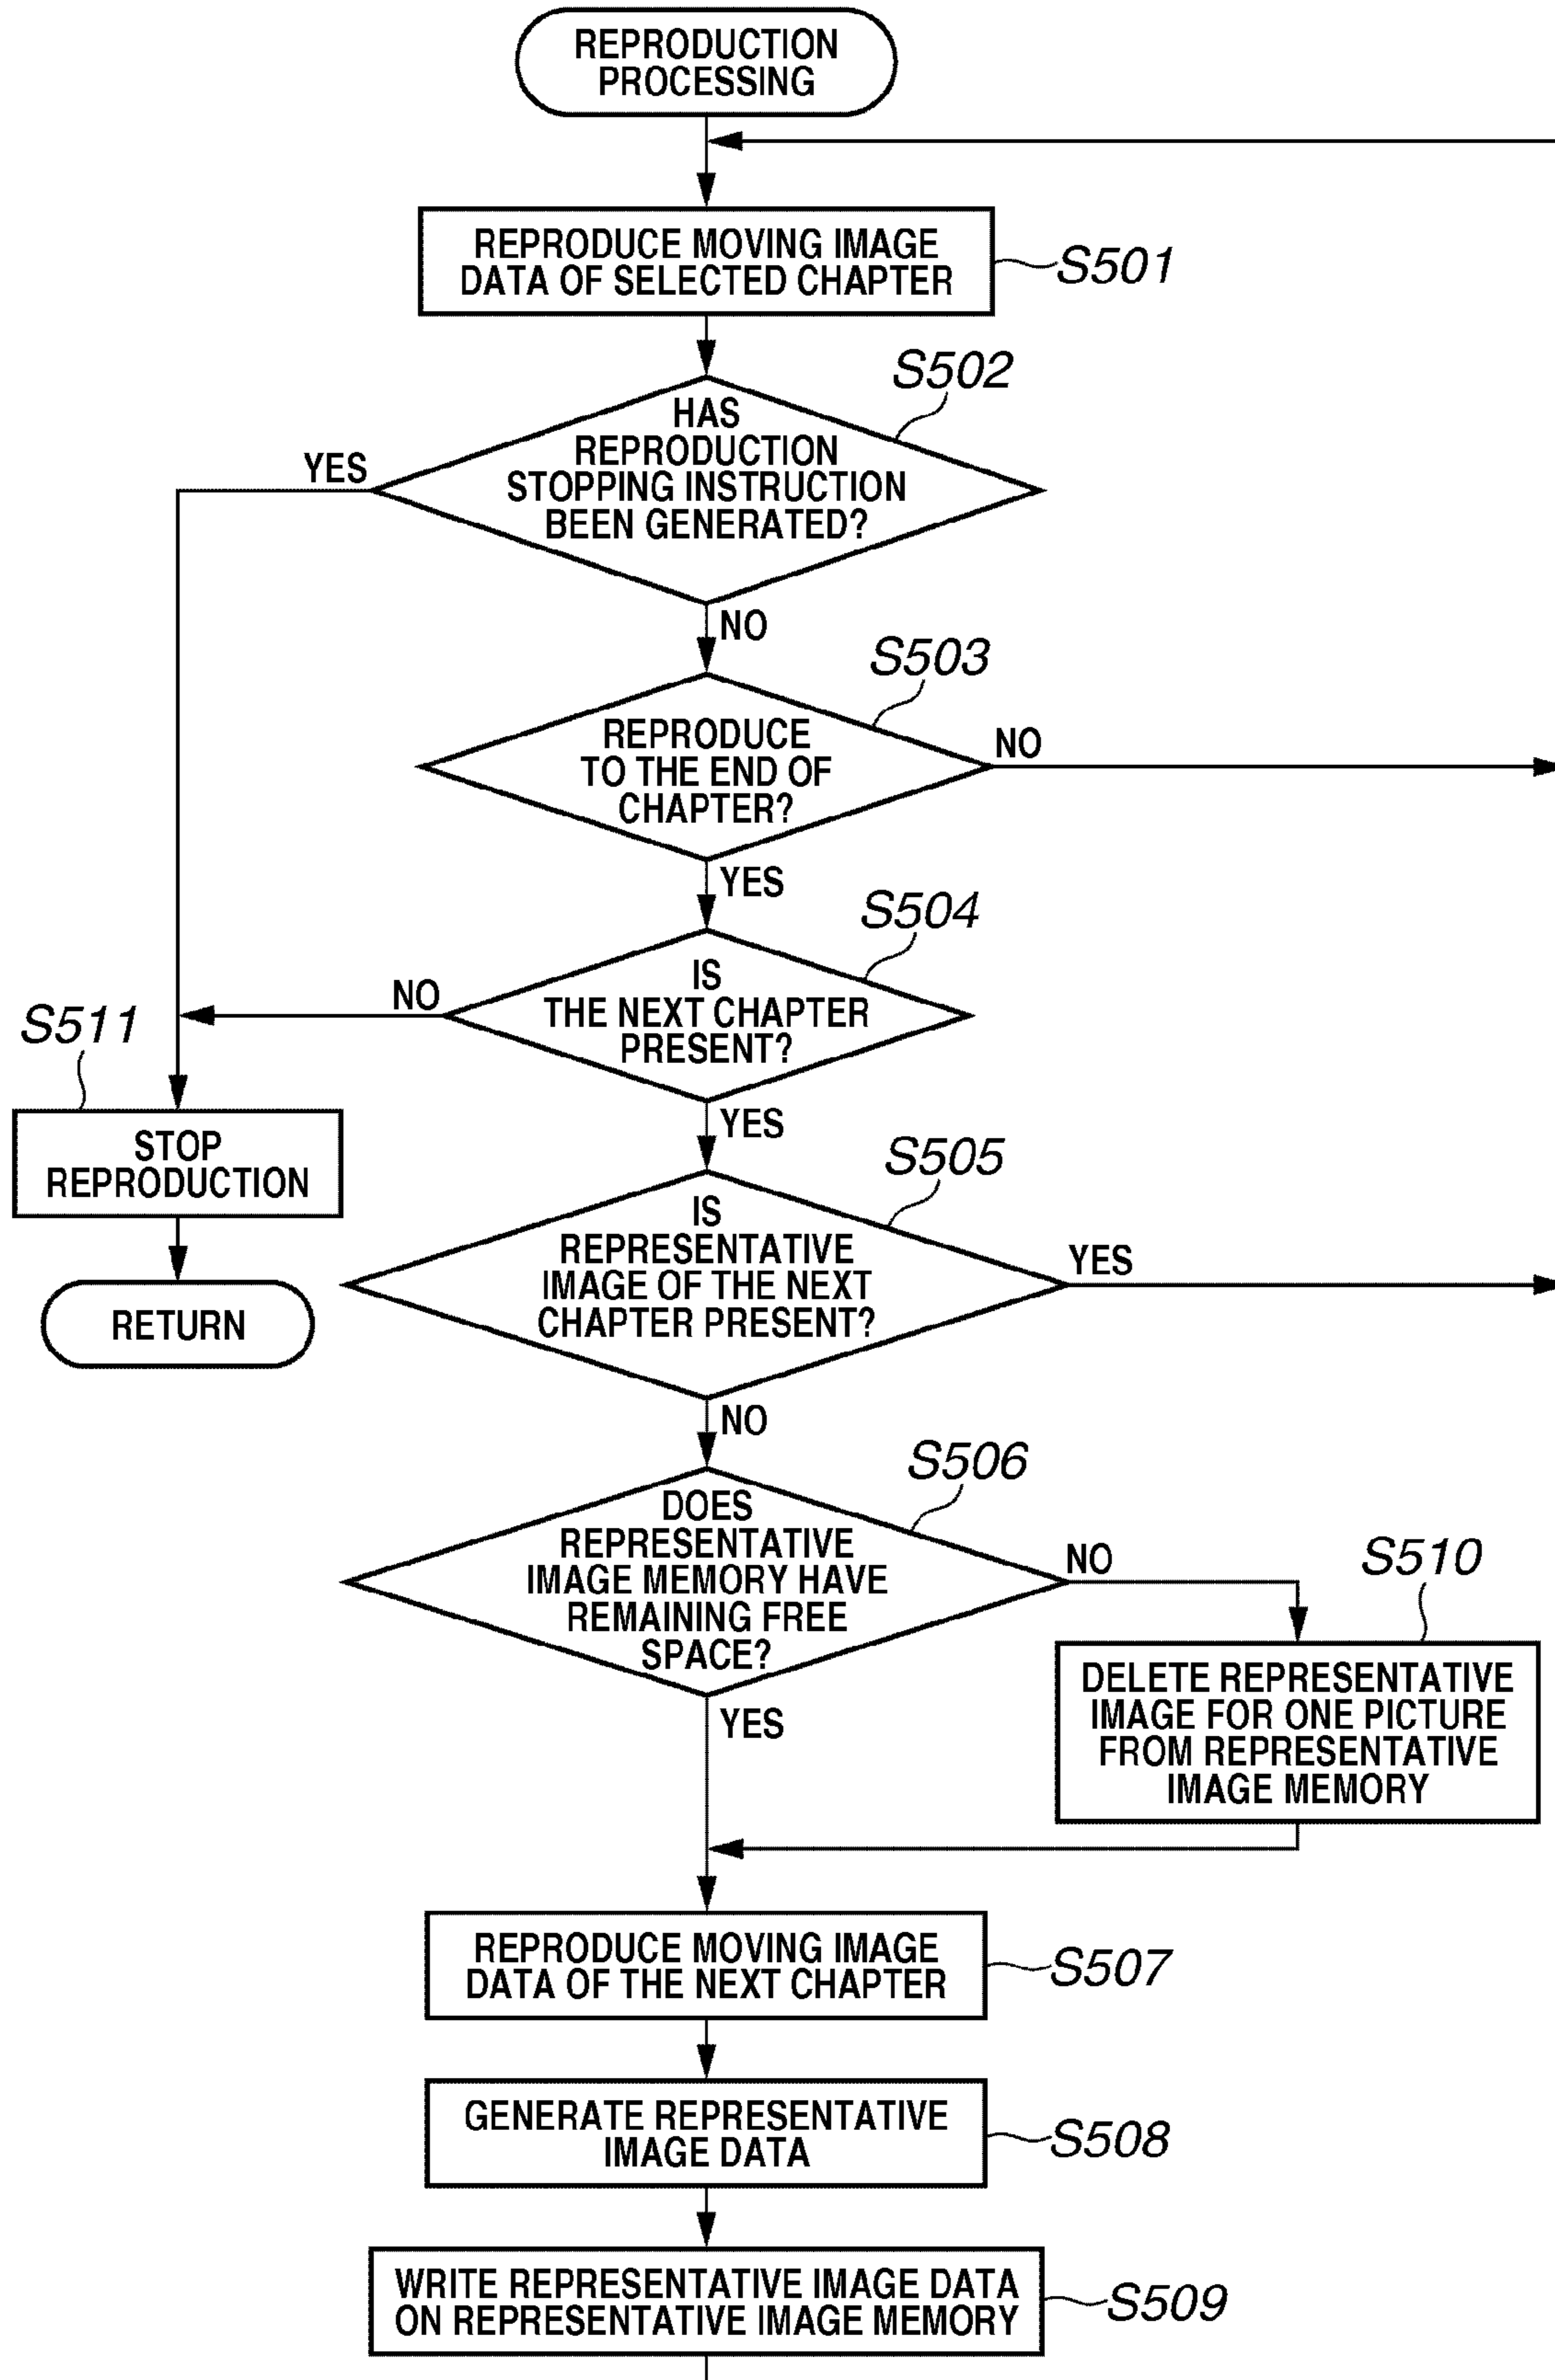 REPRODUCTION
PROCESSING
REPRODUCE MOVING IMAGE
DATA OF SELECTED CHAPTER
S501
S502
HAS
REPRODUCTION
STOPPING INSTRUCTION
BEEN GENERATED?
YES
NO
S503
REPRODUCE
TO THE END OF
CHAPTER?
NO
YES
S504
IS
THE NEXT CHAPTER
PRESENT?
NO
YES
S511
STOP
REPRODUCTION
RETURN
S505
IS
REPRESENTATIVE
IMAGE OF THE NEXT
CHAPTER PRESENT?
YES
NO
S506
DOES
REPRESENTATIVE
IMAGE MEMORY HAVE
REMAINING FREE
SPACE?
NO
YES
S510
DELETE REPRESENTATIVE
IMAGE FOR ONE PICTURE
FROM REPRESENTATIVE
IMAGE MEMORY
REPRODUCE MOVING IMAGE
DATA OF THE NEXT CHAPTER
S507
GENERATE REPRESENTATIVE
IMAGE DATA
S508
WRITE REPRESENTATIVE IMAGE DATA
ON REPRESENTATIVE IMAGE MEMORY
S509